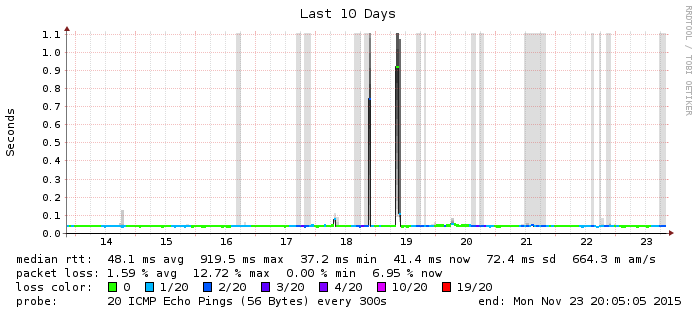 Last 10 Days
RRDTOOL / TOBI OETIKER
Seconds
1.1
1.0
0.9
0.8
0.7
0.6
0.5
0.4
0.3
0.2
0.1
0.0
14 15 16 17 18 19 20 21 22 23
median rtt: 48.1 ms avg 919.5 ms max 37.2 ms min 41.4 ms now 72.4 ms sd 664.3 m am/s
packet loss: 1.59 % avg 12.72 % max 0.00 % min 6.95 % now
loss color: 0 1/20 2/20 3/20 4/20 10/20 19/20
probe: 20 ICMP Echo Pings (56 Bytes) every 300s end: Mon Nov 23 20:05:05 2015